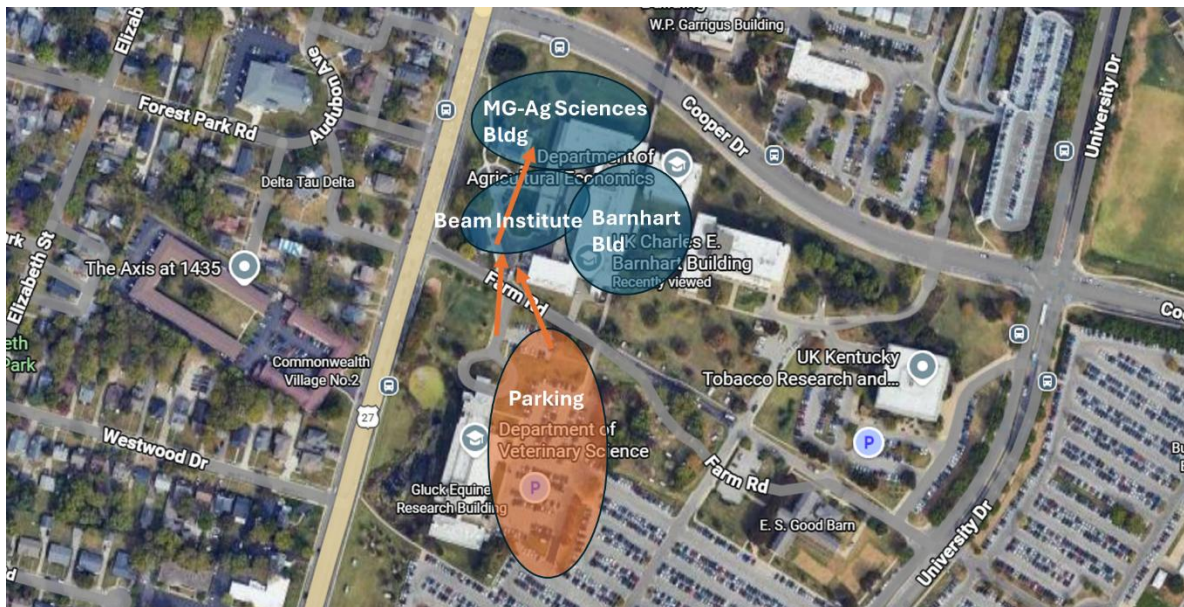 Building
W.P. Garrigus Building
Elizabeth
Audubon Ave
Forest Park Rd
Cooper Dr
University Dr
MG-Ag Sciences
Bldg
Department of
Agricultural Economics
Delta Tau Delta
Beam Institute
Barnhart
Bld
UK Charles E.
Barnhart Building
Recently viewed
Elizabeth St
The Axis at 1435
Farm Rd
Park
Commonwealth
Village No.2
UK Kentucky
Tobacco Research and...
Parking
27
Department of
Veterinary Science
P
Westwood Dr
Gluck Equine
Research Building
P
Farm Rd
E. S. Good Barn
University Dr